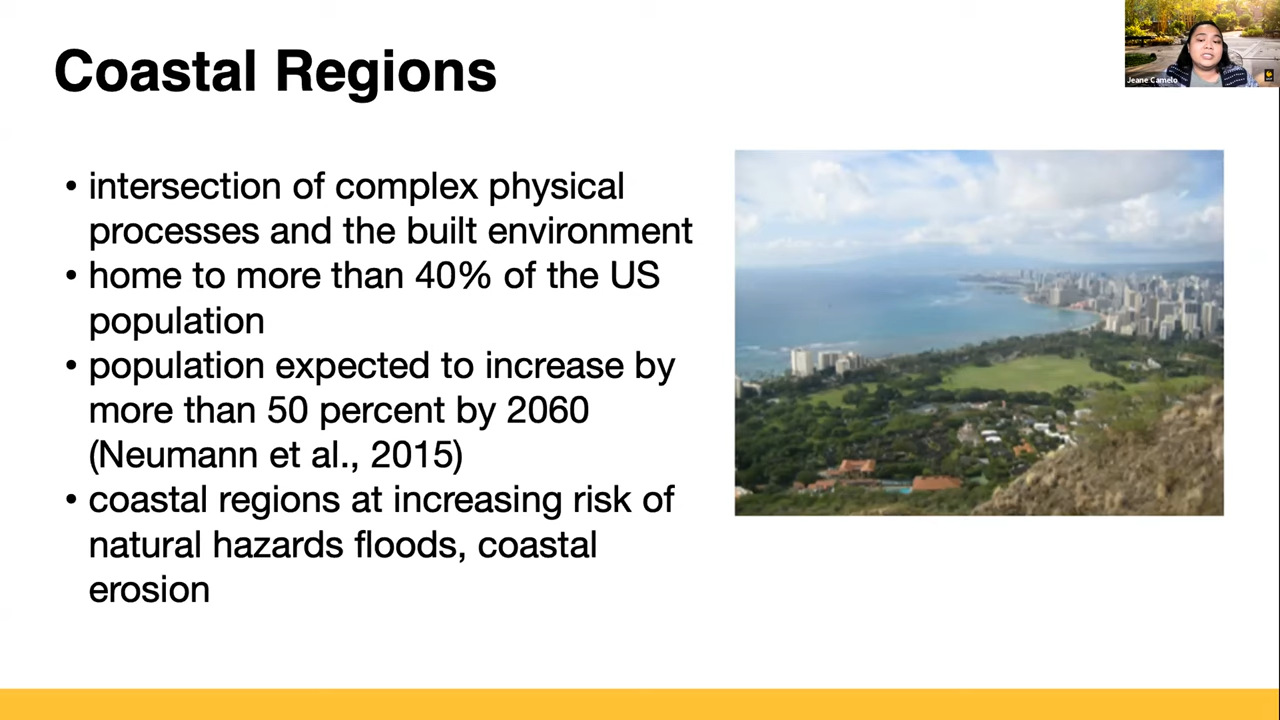 Coastal Regions
Jeane Camelo
• intersection of complex physical
processes and the built environment
• home to more than 40% of the US
population
• population expected to increase by
more than 50 percent by 2060
(Neumann et al., 2015)
• coastal regions at increasing risk of
natural hazards floods, coastal
erosion